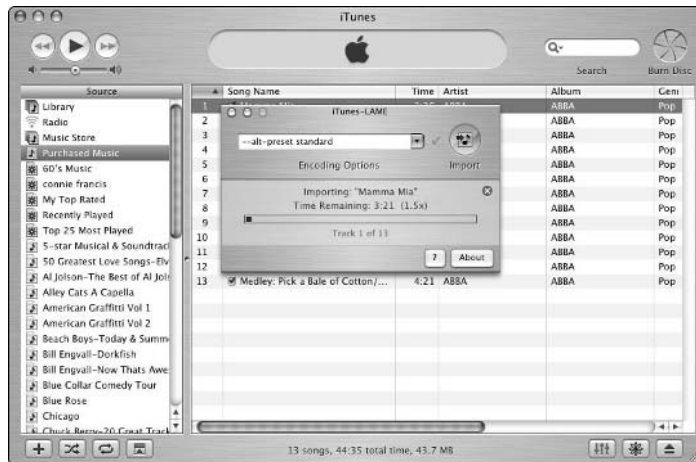 iTunes
Search
Burn Disc
Source
Song Name Time Artist Album Genr
Library
Radio
Music Store
Purchased Music
60's Music
connie francis
My Top Rated
Recently Played
Top 25 Most Played
5-star Musical & Soundtrac
50 Greatest Love Songs-Elv
Al Jolson-The Best of Al Jols
Alley Cats A Capella
American Graffitti Vol 1
American Graffitti Vol 2
Beach Boys-Today & Summ
Bill Engvall-Dorkfish
Bill Engvall-Now Thats Awe
Blue Collar Comedy Tour
Blue Rose
Chicago
Chuck Berry-20 Great Track
1 ABBA Pop
2 ABBA Pop
3 ABBA Pop
4 ABBA Pop
5 ABBA Pop
6 ABBA Pop
7 ABBA Pop
8 ABBA Pop
9 ABBA Pop
10 ABBA Pop
11 ABBA Pop
12 ABBA Pop
13 Medley: Pick a Bale of Cotton/... 4:21 ABBA ABBA Pop
iTunes-LAME
--alt-preset standard
Encoding Options
Import
Importing: "Mamma Mia"
Time Remaining: 3:21 (1.5x)
Track 1 of 13
?
About
13 songs, 44:35 total time, 43.7 MB